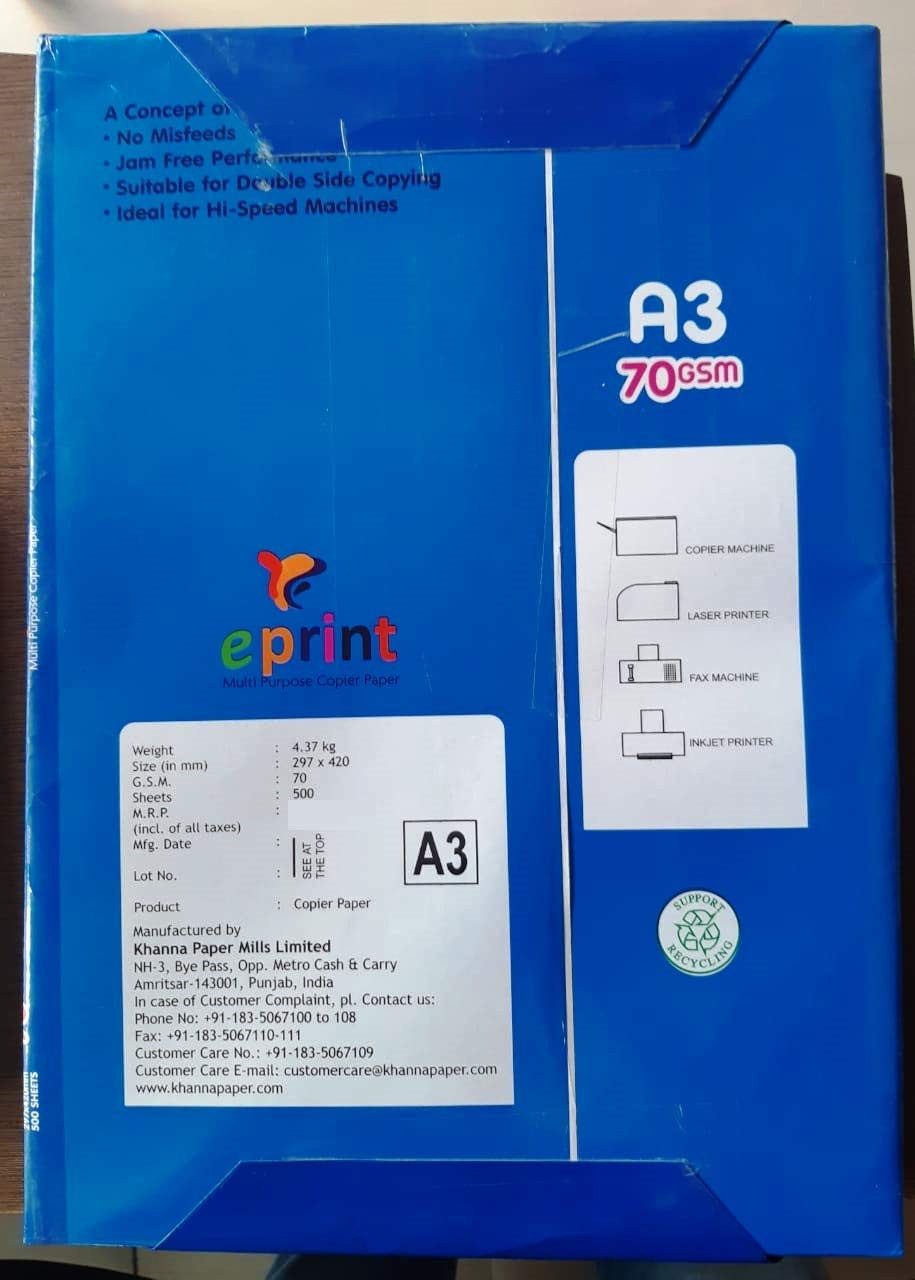 A Concept of
• No Misfeeds
• Jam Free Performance
• Suitable for Double Side Copying
• Ideal for Hi-Speed Machines
A3
70GSM
COPIER MACHINE
LASER PRINTER
FAX MACHINE
INKJET PRINTER
eprint
Multi Purpose Copier Paper
Weight : 4.37 kg
Size (in mm) : 297 x 420
G.S.M. : 70
Sheets : 500
M.R.P. :
(incl. of all taxes)
Mfg. Date :
SEE AT
THE TOP
Lot No. :
A3
Product : Copier Paper
Manufactured by
Khanna Paper Mills Limited
NH-3, Bye Pass, Opp. Metro Cash & Carry
Amritsar-143001, Punjab, India
In case of Customer Complaint, pl. Contact us:
Phone No: +91-183-5067100 to 108
Fax: +91-183-5067110-111
Customer Care No.: +91-183-5067109
Customer Care E-mail: customercare@khannapaper.com
www.khannapaper.com
SUPPORT
RECYCLING
Multi Purpose Copier Paper
500 SHEETS